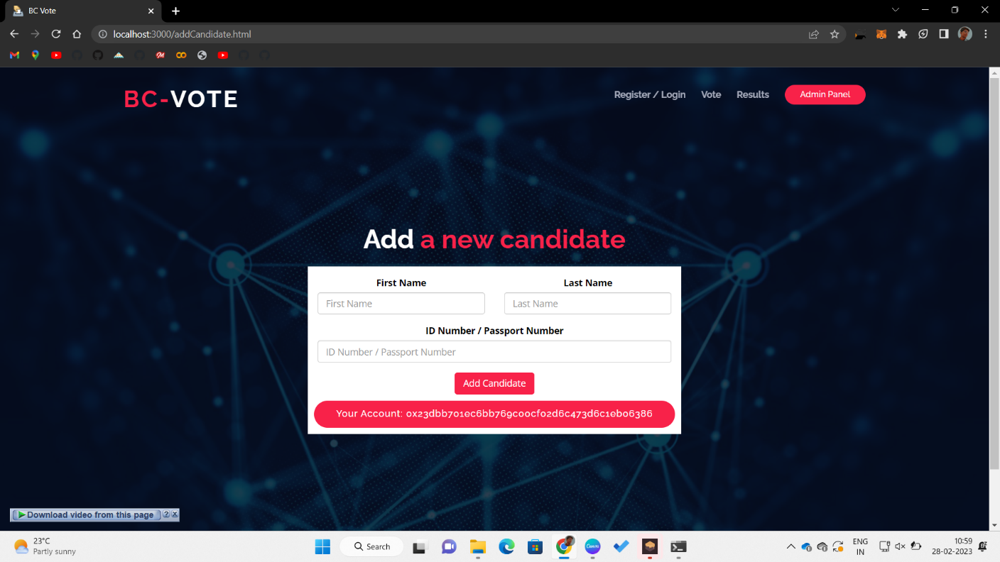 BC Vote
localhost:3000/addCandidate.html
BC-VOTE
Register / Login
Vote
Results
Admin Panel
Add a new candidate
First Name
Last Name
First Name
Last Name
ID Number / Passport Number
ID Number / Passport Number
Add Candidate
Your Account: 0x23dbb701ec6bb769c00cf02d6c473d6c1eb06386
Download video from this page
23°C
Partly sunny
Search
Canva
ENG
IN
10:59
28-02-2023